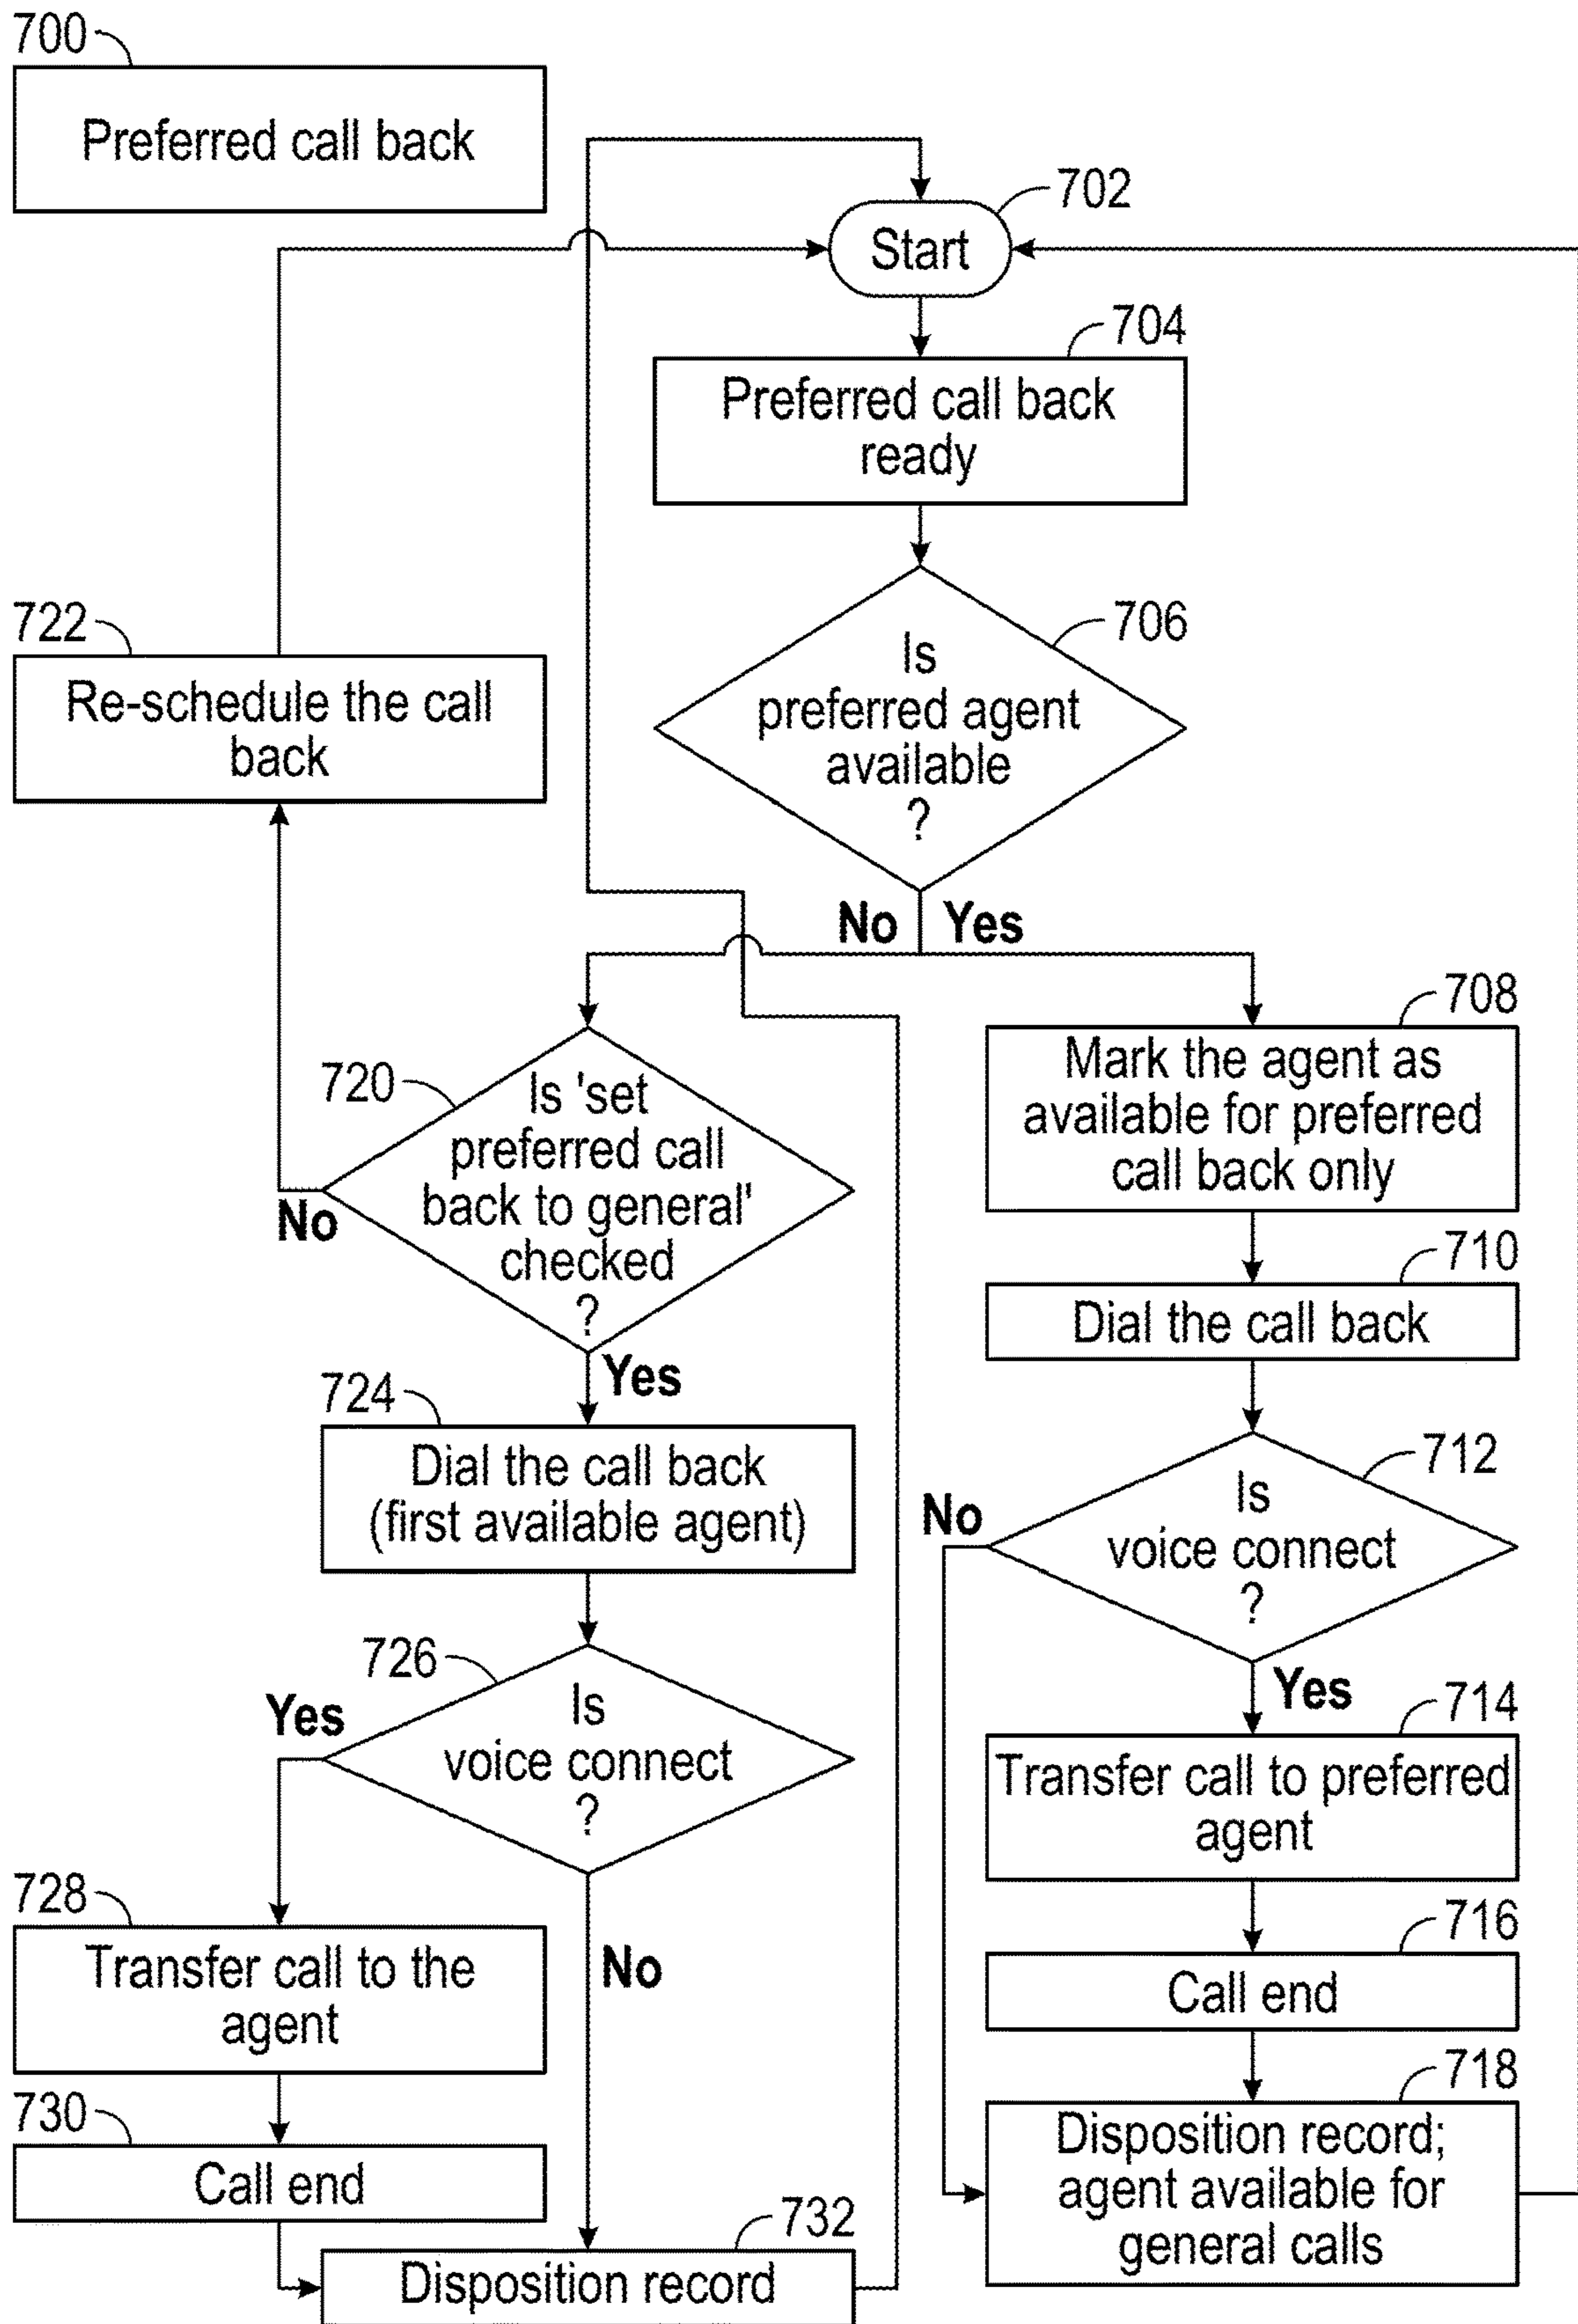 700
Preferred call back
702
Start
704
Preferred call back
ready
706
Is
preferred agent
available
?
No Yes
722
Re-schedule the call
back
720
Is 'set
preferred call
back to general'
checked
?
No
Yes
724
Dial the call back
(first available agent)
726
Is
voice connect
?
Yes
No
728
Transfer call to the
agent
730
Call end
732
Disposition record
708
Mark the agent as
available for preferred
call back only
710
Dial the call back
712
Is
voice connect
?
No
Yes
714
Transfer call to preferred
agent
716
Call end
718
Disposition record;
agent available for
general calls